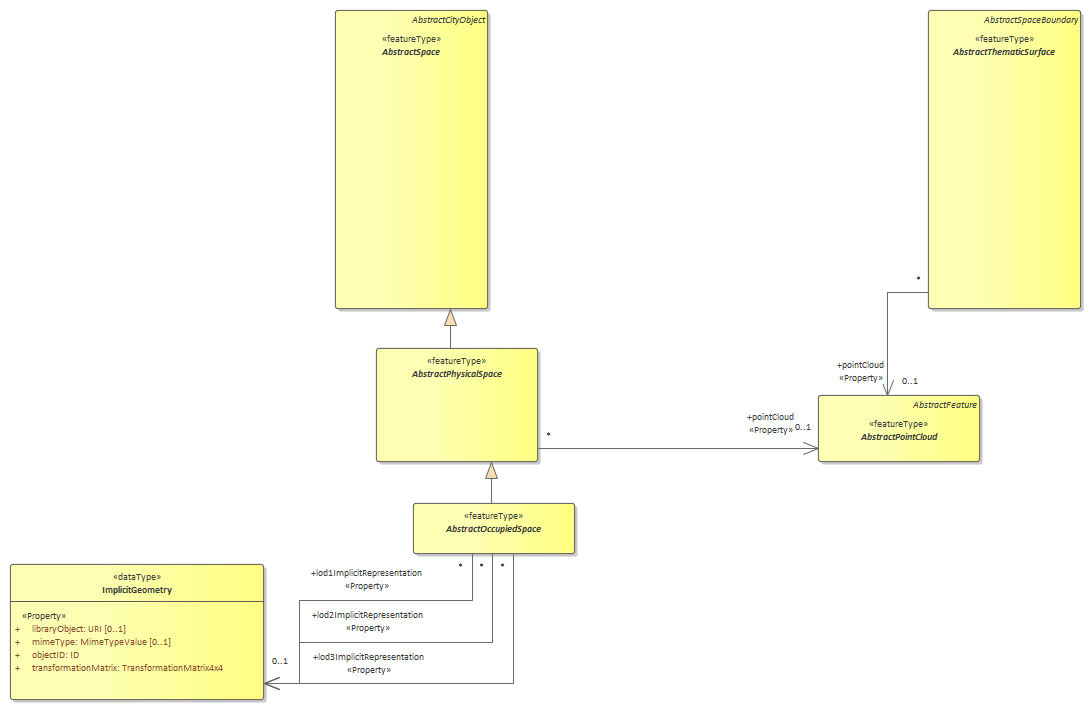 AbstractCityObject
«featureType»
AbstractSpace
AbstractSpaceBoundary
«featureType»
AbstractThematicSurface
*
«featureType»
AbstractPhysicalSpace
+pointCloud
«Property»
0..1
AbstractFeature
«featureType»
AbstractPointCloud
+pointCloud
«Property»
0..1
*
«featureType»
AbstractOccupiedSpace
* * *
+lod1ImplicitRepresentation
«Property»
+lod2ImplicitRepresentation
«Property»
+lod3ImplicitRepresentation
«Property»
0..1
«dataType»
ImplicitGeometry
«Property»
+ libraryObject: URI [0..1]
+ mimeType: MimeTypeValue [0..1]
+ objectID: ID
+ transformationMatrix: TransformationMatrix4x4